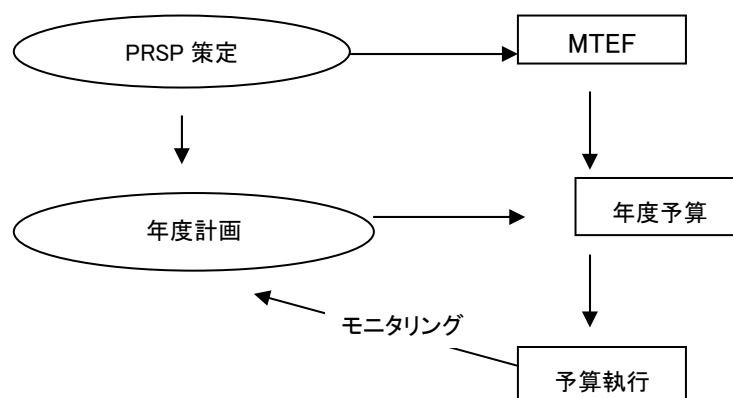 PRSP 策定
MTEF
年度計画
年度予算
モニタリング
予算執行